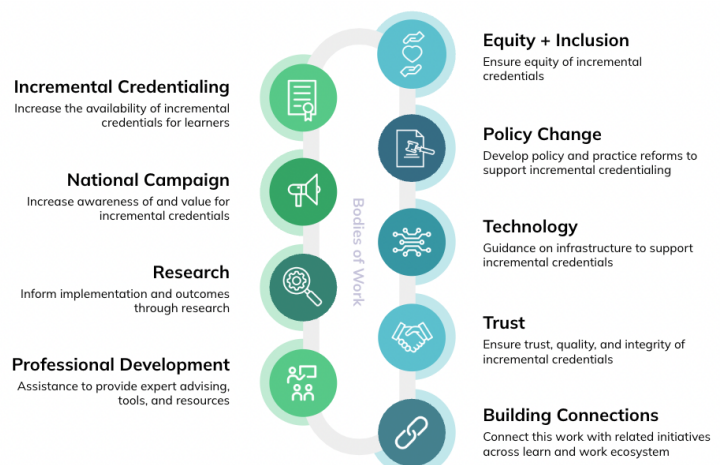 Incremental Credentialing
Increase the availability of incremental
credentials for learners
National Campaign
Increase awareness of and value for
incremental credentials
Research
Inform implementation and outcomes
through research
Professional Development
Assistance to provide expert advising,
tools, and resources
Bodies of Work
Equity + Inclusion
Ensure equity of incremental
credentials
Policy Change
Develop policy and practice reforms to
support incremental credentialing
Technology
Guidance on infrastructure to support
incremental credentials
Trust
Ensure trust, quality, and integrity of
incremental credentials
Building Connections
Connect this work with related initiatives
across learn and work ecosystem